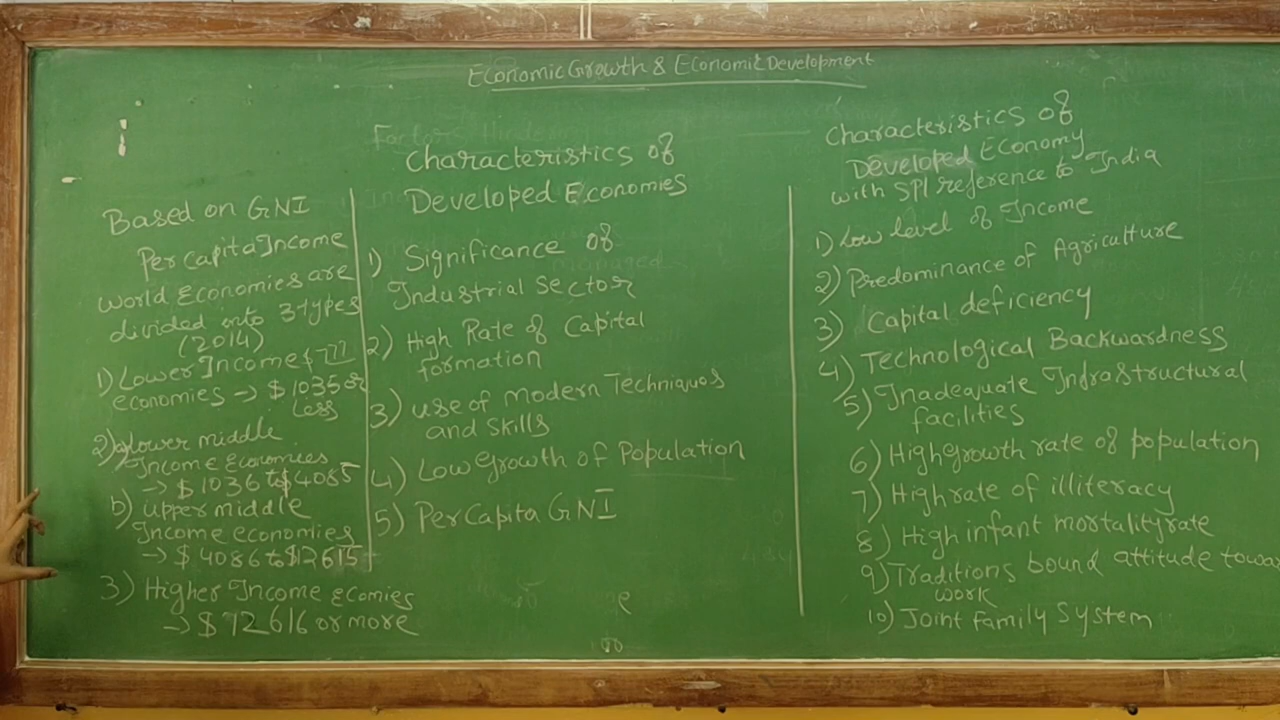 Economic Growth & Economic Development
Based on GNI
Per capita Income
world Economies are
divided into 3 types
(2014)
1) Lower Income
economies → $ 1035 or
Less
2) a) lower middle
Income Economies
→ $ 1036 to $ 4085
b) upper middle
Income economies
→ $ 4086 to $12615
3) Higher Income ecomies
→ $ 12616 or more
Characteristics of
Developed Economies
1) Significance of
Industrial Sector
2) High Rate of Capital
formation
3) use of modern Techniques
and skills
4) Low Growth of Population
5) Per Capita GNI
Characteristics of
Developed Economy
with SPl reference to India
1) Low level of Income
2) Predominance of Agriculture
3) Capital deficiency
4) Technological Backwardness
5) Inadequate Infrastructural
facilities
6) High growth rate of population
7) High rate of illiteracy
8) High infant mortality rate
9) Traditions bound attitude towa
work
10) Joint Family System